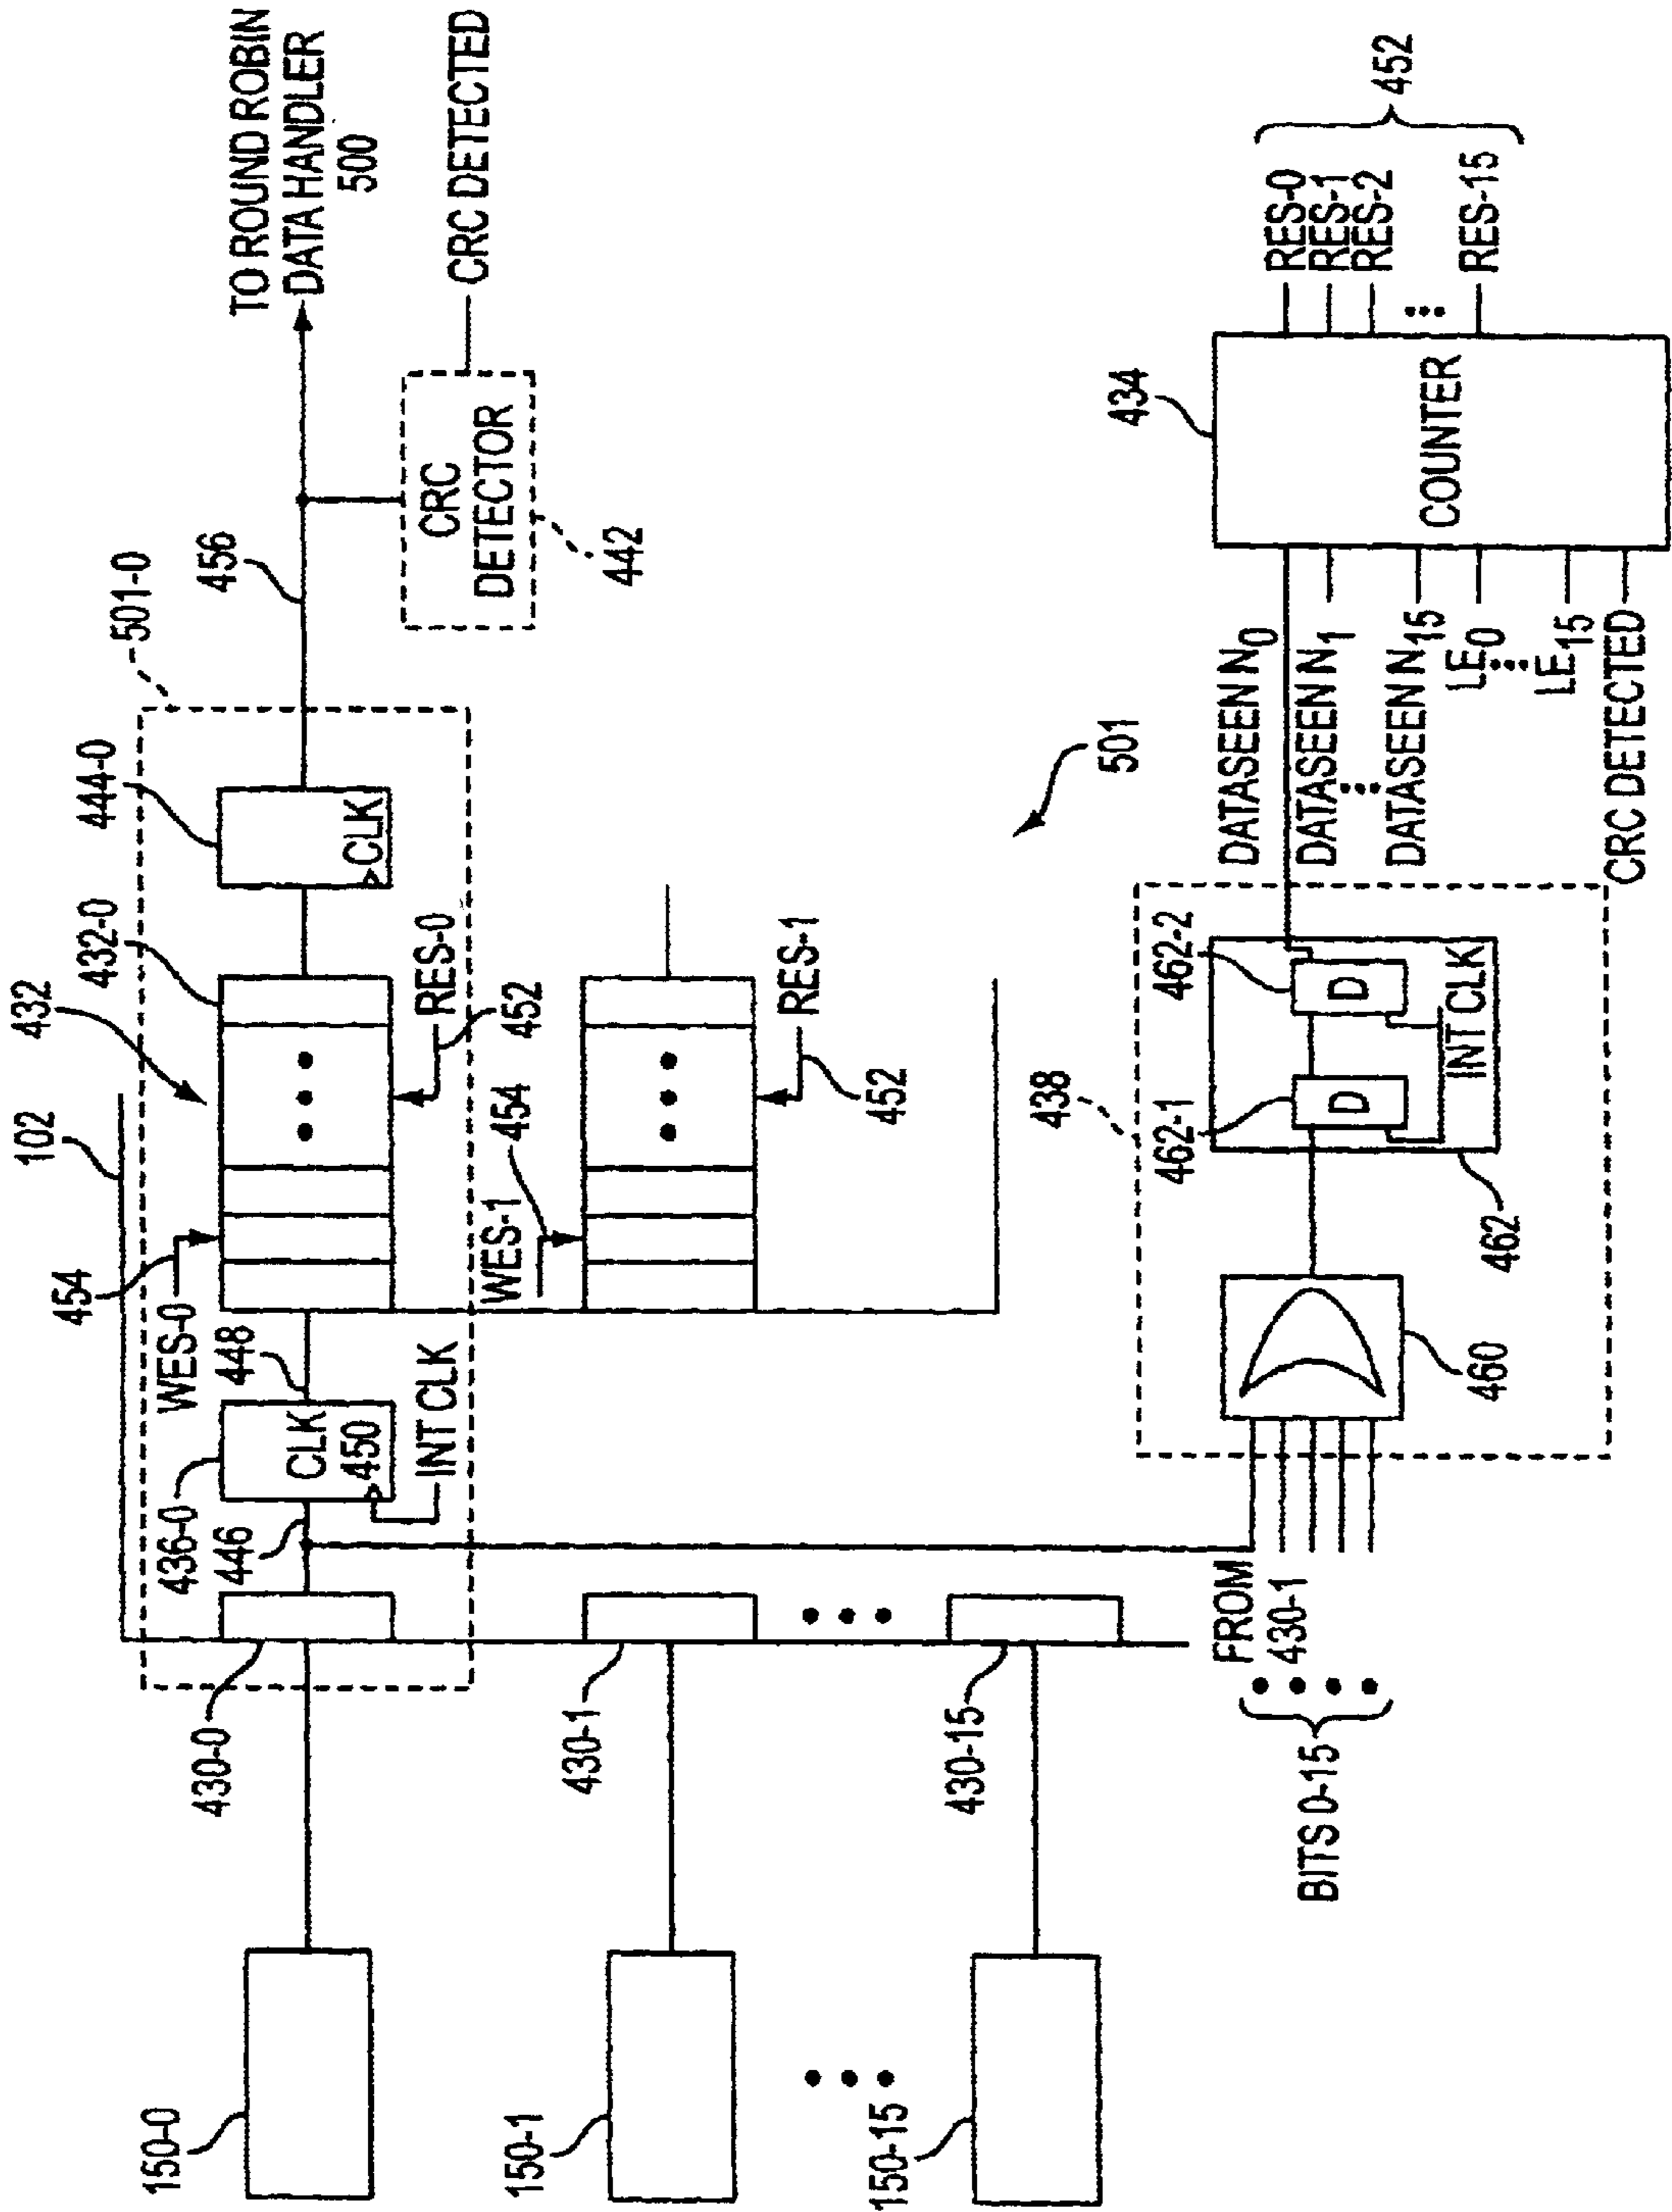 TO ROUND ROBIN
DATA HANDLER
500
CRC DETECTED
456
501-0
CRC
DETECTOR
442
444-0
CLK
432
432-0
RES-0
452
102
454
WES-0
448
436-0
CLK
450
446
INT CLK
430-0
150-0
454
WES-1
RES-1
452
501
430-1
150-1
430-15
150-15
434
COUNTER
RES-0
RES-1
RES-2
RES-15
452
DATASEEN N0
DATASEEN N1
DATASEEN N15
LE0
LE15
CRC DETECTED
438
462-2
462-1
D
D
INT CLK
462
460
FROM
430-1
BITS 0-15